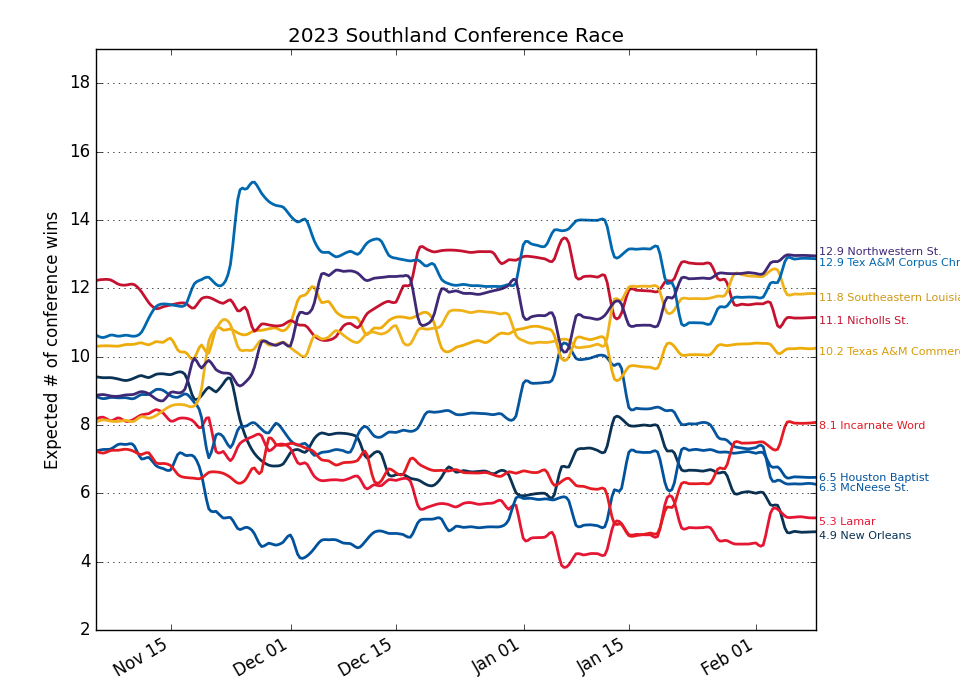 2023 Southland Conference Race
Expected # of conference wins
18
16
14
12
10
8
6
4
2
Nov 15
Dec 01
Dec 15
Jan 01
Jan 15
Feb 01
12.9 Northwestern St.
12.9 Tex A&M Corpus Chr
11.8 Southeastern Louisia
11.1 Nicholls St.
10.2 Texas A&M Commerc
8.1 Incarnate Word
6.5 Houston Baptist
6.3 McNeese St.
5.3 Lamar
4.9 New Orleans